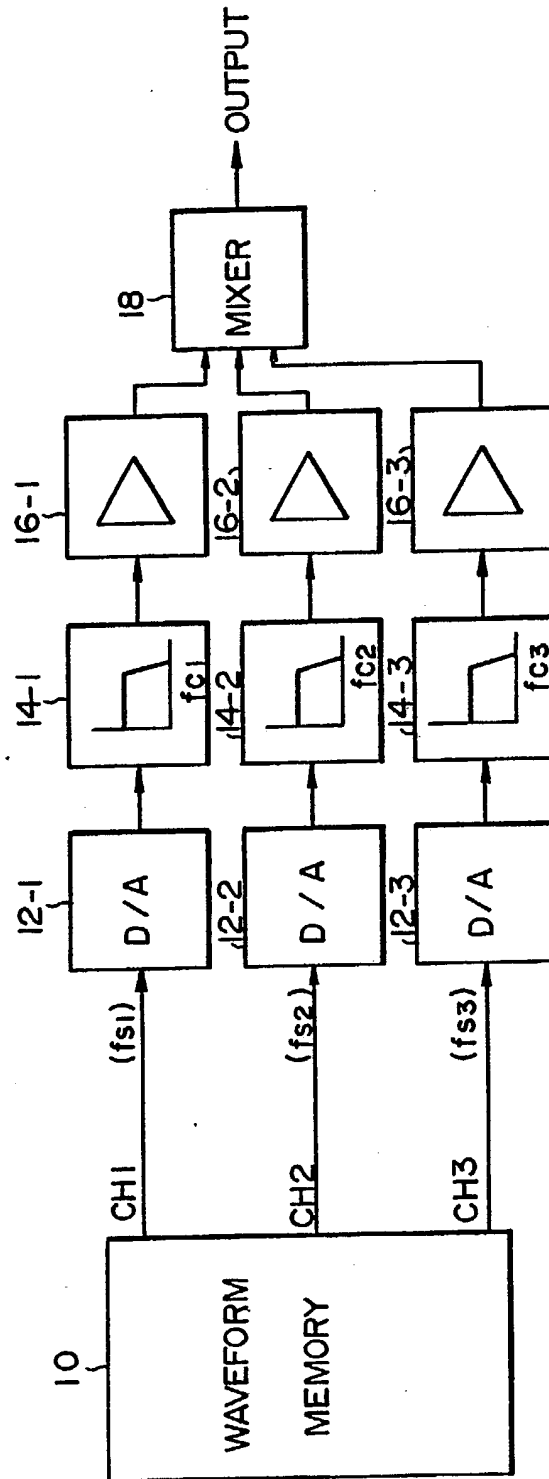 10
WAVEFORM
MEMORY
CH1
(fs1)
12-1
D/A
14-1
fC1
16-1
CH2
(fs2)
12-2
D/A
14-2
fC2
16-2
CH3
(fs3)
12-3
D/A
14-3
fC3
16-3
18
MIXER
OUTPUT